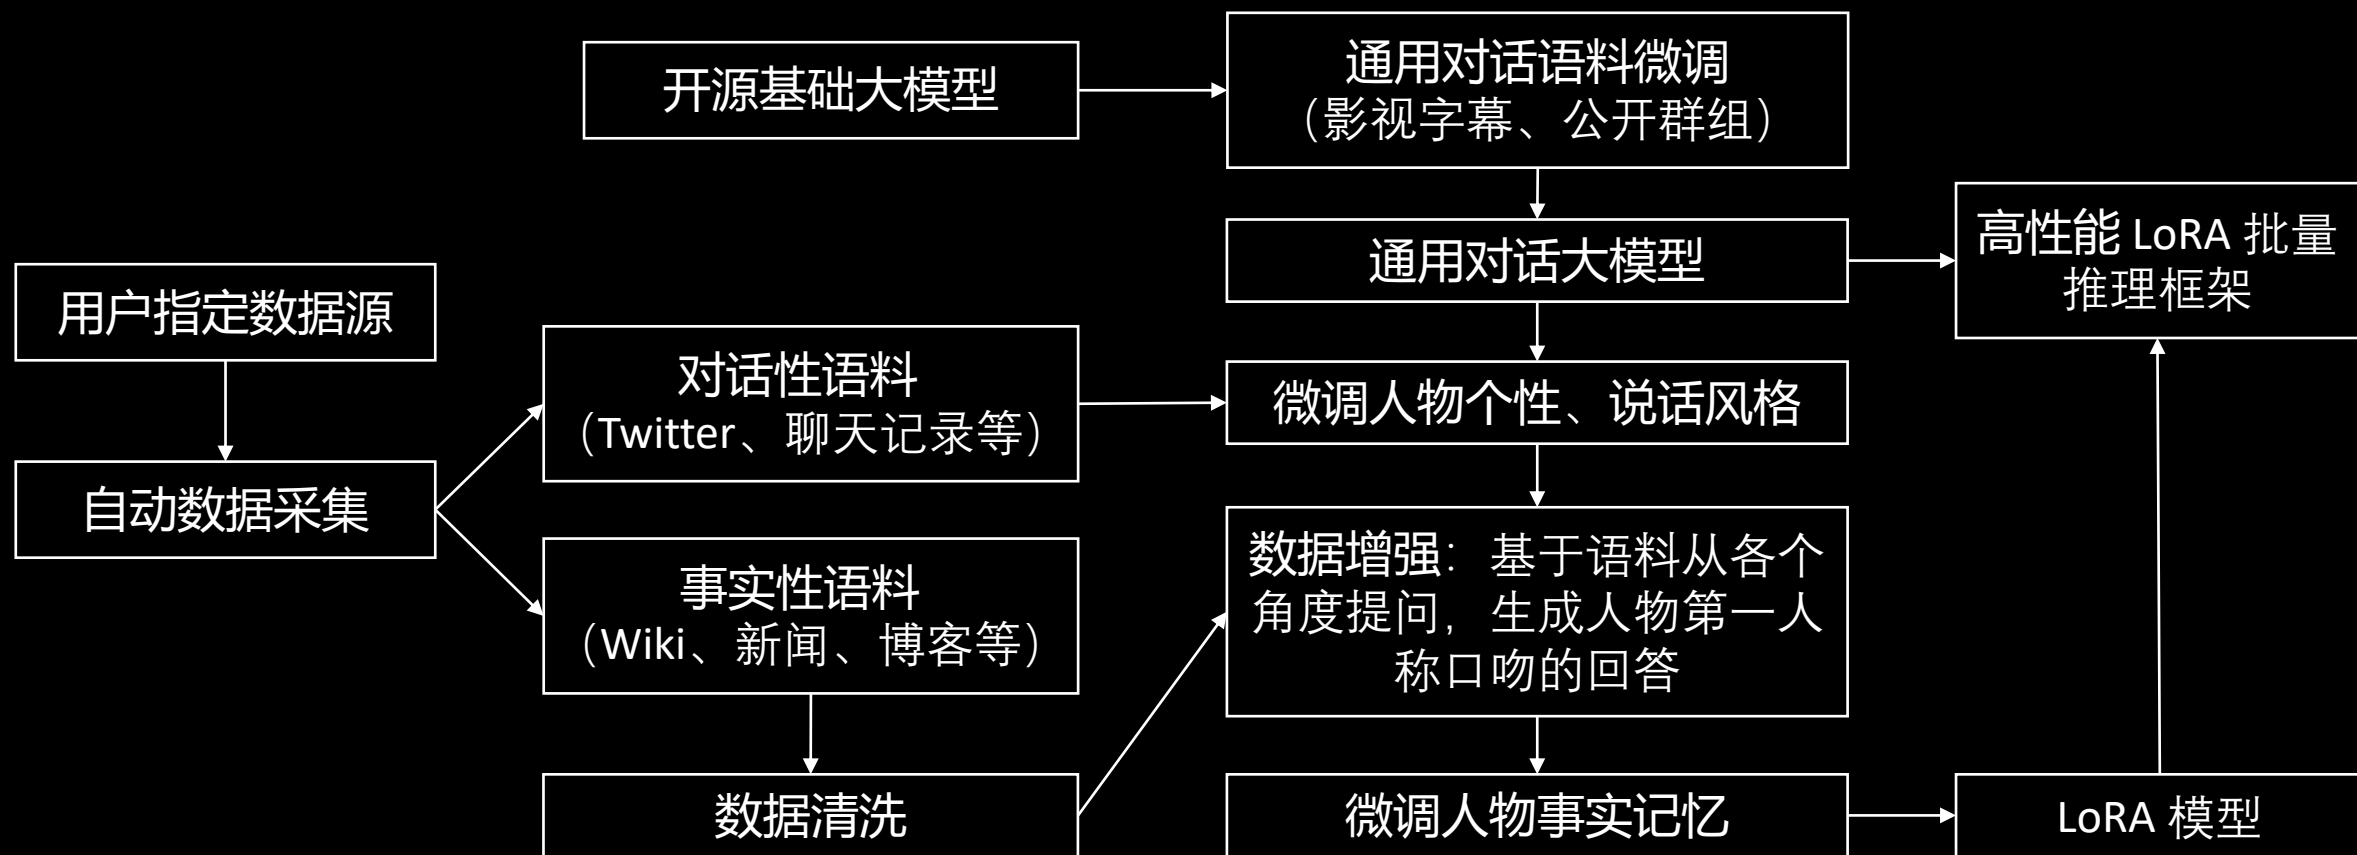 开源基础大模型
通用对话语料微调
（影视字幕、公开群组）
通用对话大模型
高性能 LoRA 批量
推理框架
用户指定数据源
对话性语料
（Twitter、聊天记录等）
微调人物个性、说话风格
自动数据采集
事实性语料
（Wiki、新闻、博客等）
数据增强：基于语料从各个
角度提问，生成人物第一人
称口吻的回答
数据清洗
微调人物事实记忆
LoRA 模型